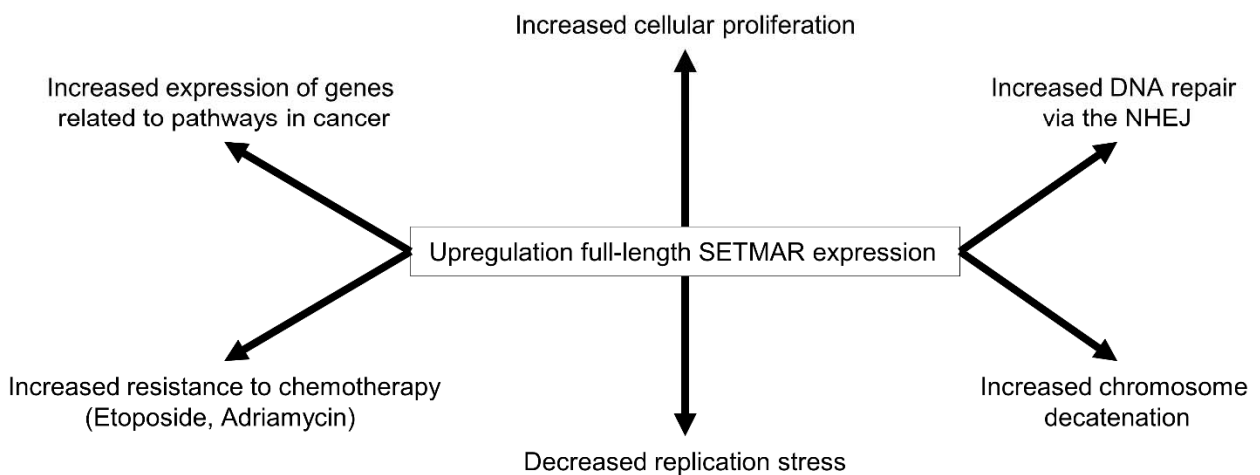 Increased cellular proliferation
Increased expression of genes
related to pathways in cancer
Increased DNA repair
via the NHEJ
Upregulation full-length SETMAR expression
Increased resistance to chemotherapy
(Etoposide, Adriamycin)
Increased chromosome
decatenation
Decreased replication stress